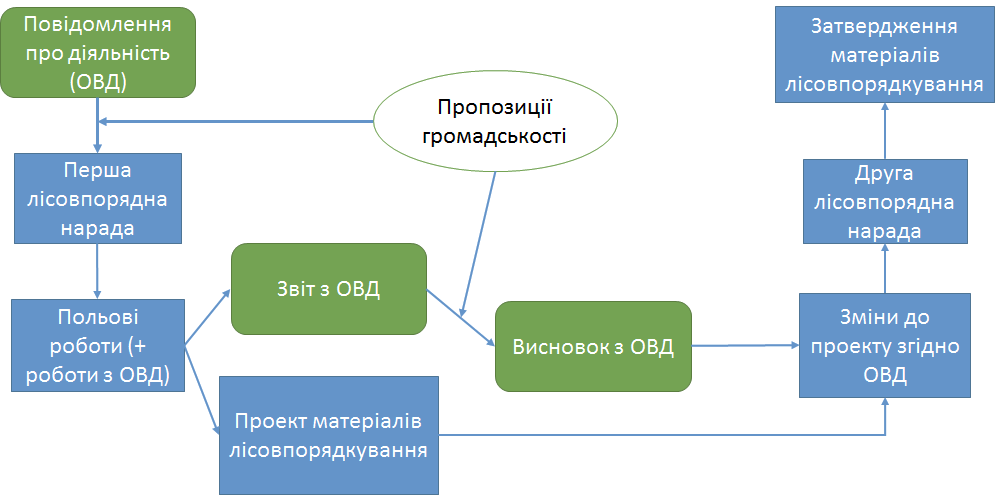 Повідомлення
про діяльність
(ОВД)
Пропозиції
громадськості
Затвердження
матеріалів
лісовпорядкування
Перша
лісовпорядна
нарада
Друга
лісовпорядна
нарада
Звіт з ОВД
Польові
роботи (+
роботи з ОВД)
Висновок з ОВД
Зміни до
проекту згідно
ОВД
Проект матеріалів
лісовпорядкування